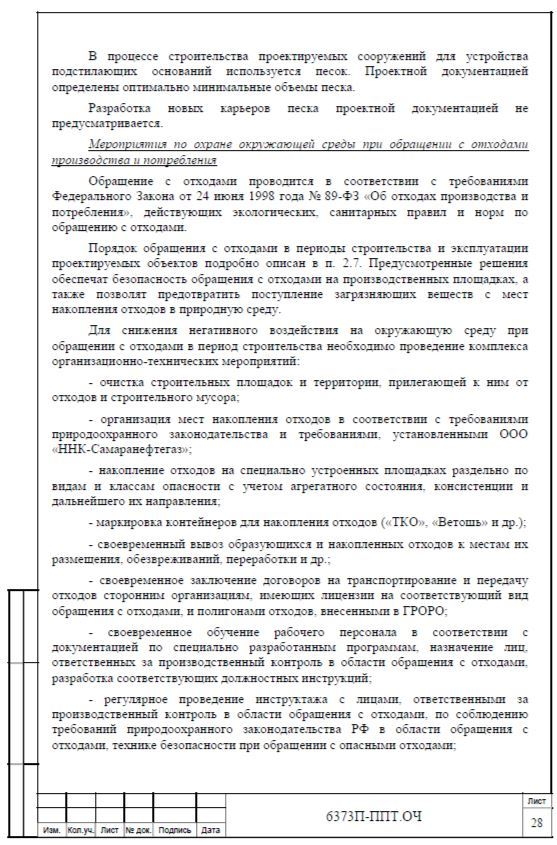 В процессе строительства проектируемых сооружений для устройства
подстилающих оснований используется песок. Проектной документацией
определены оптимально минимальные объемы песка.
Разработка новых карьеров песка проектной документацией не
предусматривается.
Мероприятия по охране окружающей среды при обращении с отходами
производства и потребления
Обращение с отходами проводится в соответствии с требованиями
Федерального Закона от 24 июня 1998 года № 89-ФЗ «Об отходах производства и
потребления», действующих экологических, санитарных правил и норм по
обращению с отходами.
Порядок обращения с отходами в периоды строительства и эксплуатации
проектируемых объектов подробно описан в п. 2.7. Предусмотренные решения
обеспечат безопасность обращения с отходами на производственных площадках, а
также позволят предотвратить поступление загрязняющих веществ с мест
накопления отходов в природную среду.
Для снижения негативного воздействия на окружающую среду при
обращении с отходами в период строительства необходимо проведение комплекса
организационно-технических мероприятий:
- очистка строительных площадок и территории, прилегающей к ним от
отходов и строительного мусора;
- организация мест накопления отходов в соответствии с требованиями
природоохранного законодательства и требованиями, установленными ООО
«ННК-Самаранефтегаз»;
- накопление отходов на специально устроенных площадках раздельно по
видам и классам опасности с учетом агрегатного состояния, консистенции и
дальнейшего их направления;
- маркировка контейнеров для накопления отходов («ТКО», «Ветошь» и др.);
- своевременный вывоз образующихся и накопленных отходов к местам их
размещения, обезвреживаний, переработки и др.;
- своевременное заключение договоров на транспортирование и передачу
отходов сторонним организациям, имеющих лицензии на соответствующий вид
обращения с отходами, и полигонами отходов, внесенными в ГРОРО;
- своевременное обучение рабочего персонала в соответствии с
документацией по специально разработанным программам, назначение лиц,
ответственных за производственный контроль в области обращения с отходами,
разработка соответствующих должностных инструкций;
- регулярное проведение инструктажа с лицами, ответственными за
производственный контроль в области обращения с отходами, по соблюдению
требований природоохранного законодательства РФ в области обращения с
отходами, технике безопасности при обращении с опасными отходами;
6373П-ППТ.ОЧ
Лист
28
Изм. Кол.уч. Лист № док. Подпись Дата